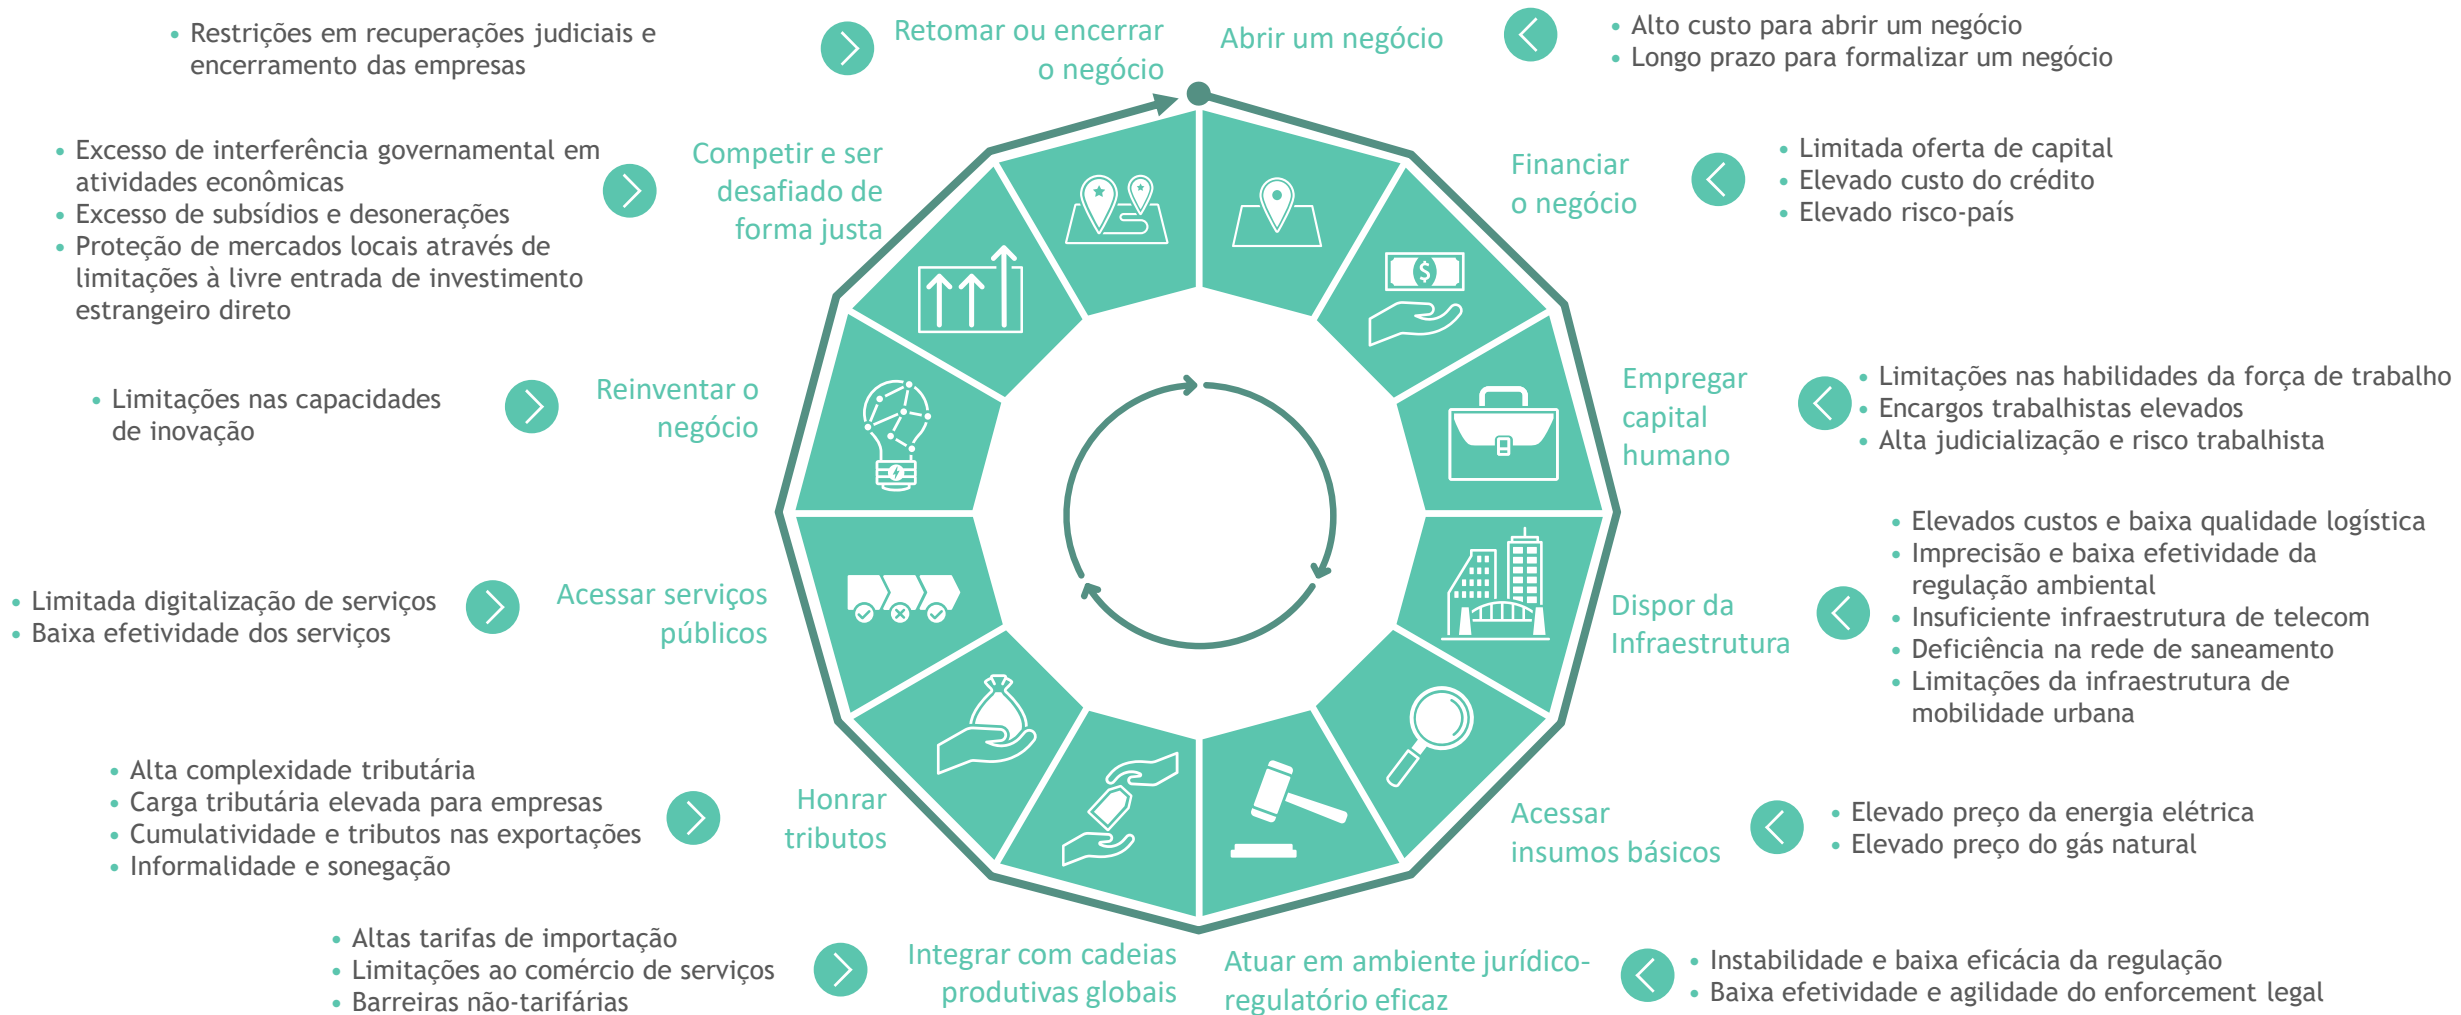 Abrir um negócio
• Alto custo para abrir um negócio
• Longo prazo para formalizar um negócio
Financiar
o negócio
• Limitada oferta de capital
• Elevado custo do crédito
• Elevado risco-país
Empregar
capital
humano
• Limitações nas habilidades da força de trabalho
• Encargos trabalhistas elevados
• Alta judicialização e risco trabalhista
Dispor da
Infraestrutura
• Elevados custos e baixa qualidade logística
• Imprecisão e baixa efetividade da
regulação ambiental
• Insuficiente infraestrutura de telecom
• Deficiência na rede de saneamento
• Limitações da infraestrutura de
mobilidade urbana
Acessar
insumos básicos
• Elevado preço da energia elétrica
• Elevado preço do gás natural
Atuar em ambiente jurídico-
regulatório eficaz
• Instabilidade e baixa eficácia da regulação
• Baixa efetividade e agilidade do enforcement legal
Integrar com cadeias
produtivas globais
• Altas tarifas de importação
• Limitações ao comércio de serviços
• Barreiras não-tarifárias
Honrar
tributos
• Alta complexidade tributária
• Carga tributária elevada para empresas
• Cumulatividade e tributos nas exportações
• Informalidade e sonegação
Acessar serviços
públicos
• Limitada digitalização de serviços
• Baixa efetividade dos serviços
Reinventar o
negócio
• Limitações nas capacidades
de inovação
Competir e ser
desafiado de
forma justa
• Excesso de interferência governamental em
atividades econômicas
• Excesso de subsídios e desonerações
• Proteção de mercados locais através de
limitações à livre entrada de investimento
estrangeiro direto
Retomar ou encerrar
o negócio
• Restrições em recuperações judiciais e
encerramento das empresas
$